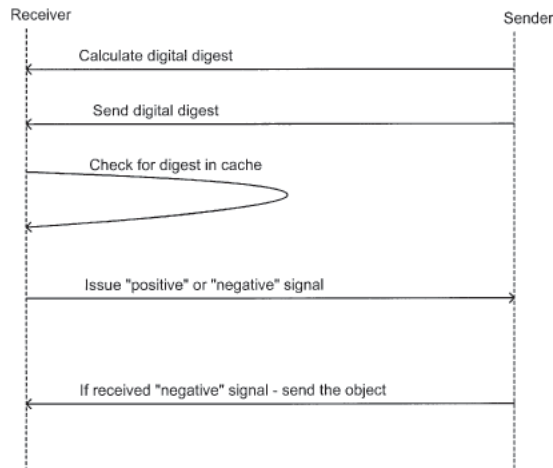 Receiver
Sender
Calculate digital digest
Send digital digest
Check for digest in cache
Issue "positive" or "negative" signal
If received "negative" signal - send the object